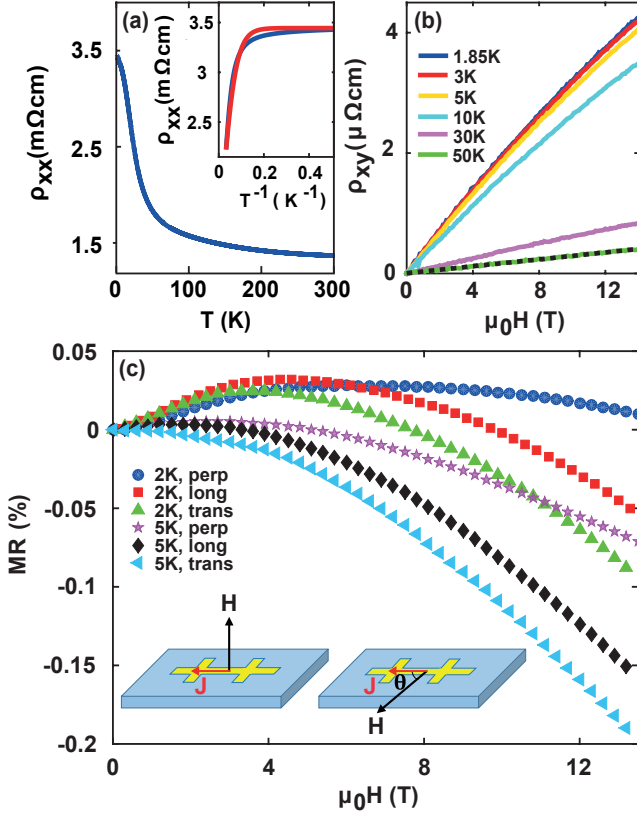 (a)
ρxx(mΩcm)
3.5
2.5
1.5
0
100
200
300
T (K)
ρxx(mΩcm)
3.5
3
2.5
0
0.2
0.4
T⁻¹ ( K⁻¹)
(b)
ρxy(μ Ωcm)
4
2
0
1.85K
3K
5K
10K
30K
50K
0
4
8
12
μ0H (T)
(c)
MR (%)
0.05
0
-0.05
-0.1
-0.15
-0.2
2K, perp
2K, long
2K, trans
5K, perp
5K, long
5K, trans
H
J
J
θ
H
0
4
8
12
μ0H (T)